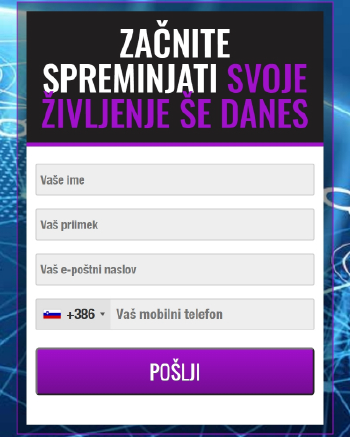 ZAČNITE
SPREMINJATI SVOJE
ŽIVLJENJE ŠE DANES
Vaše ime
Vaš priimek
Vaš e-poštni naslov
+386 Vaš mobilni telefon
POŠLJI